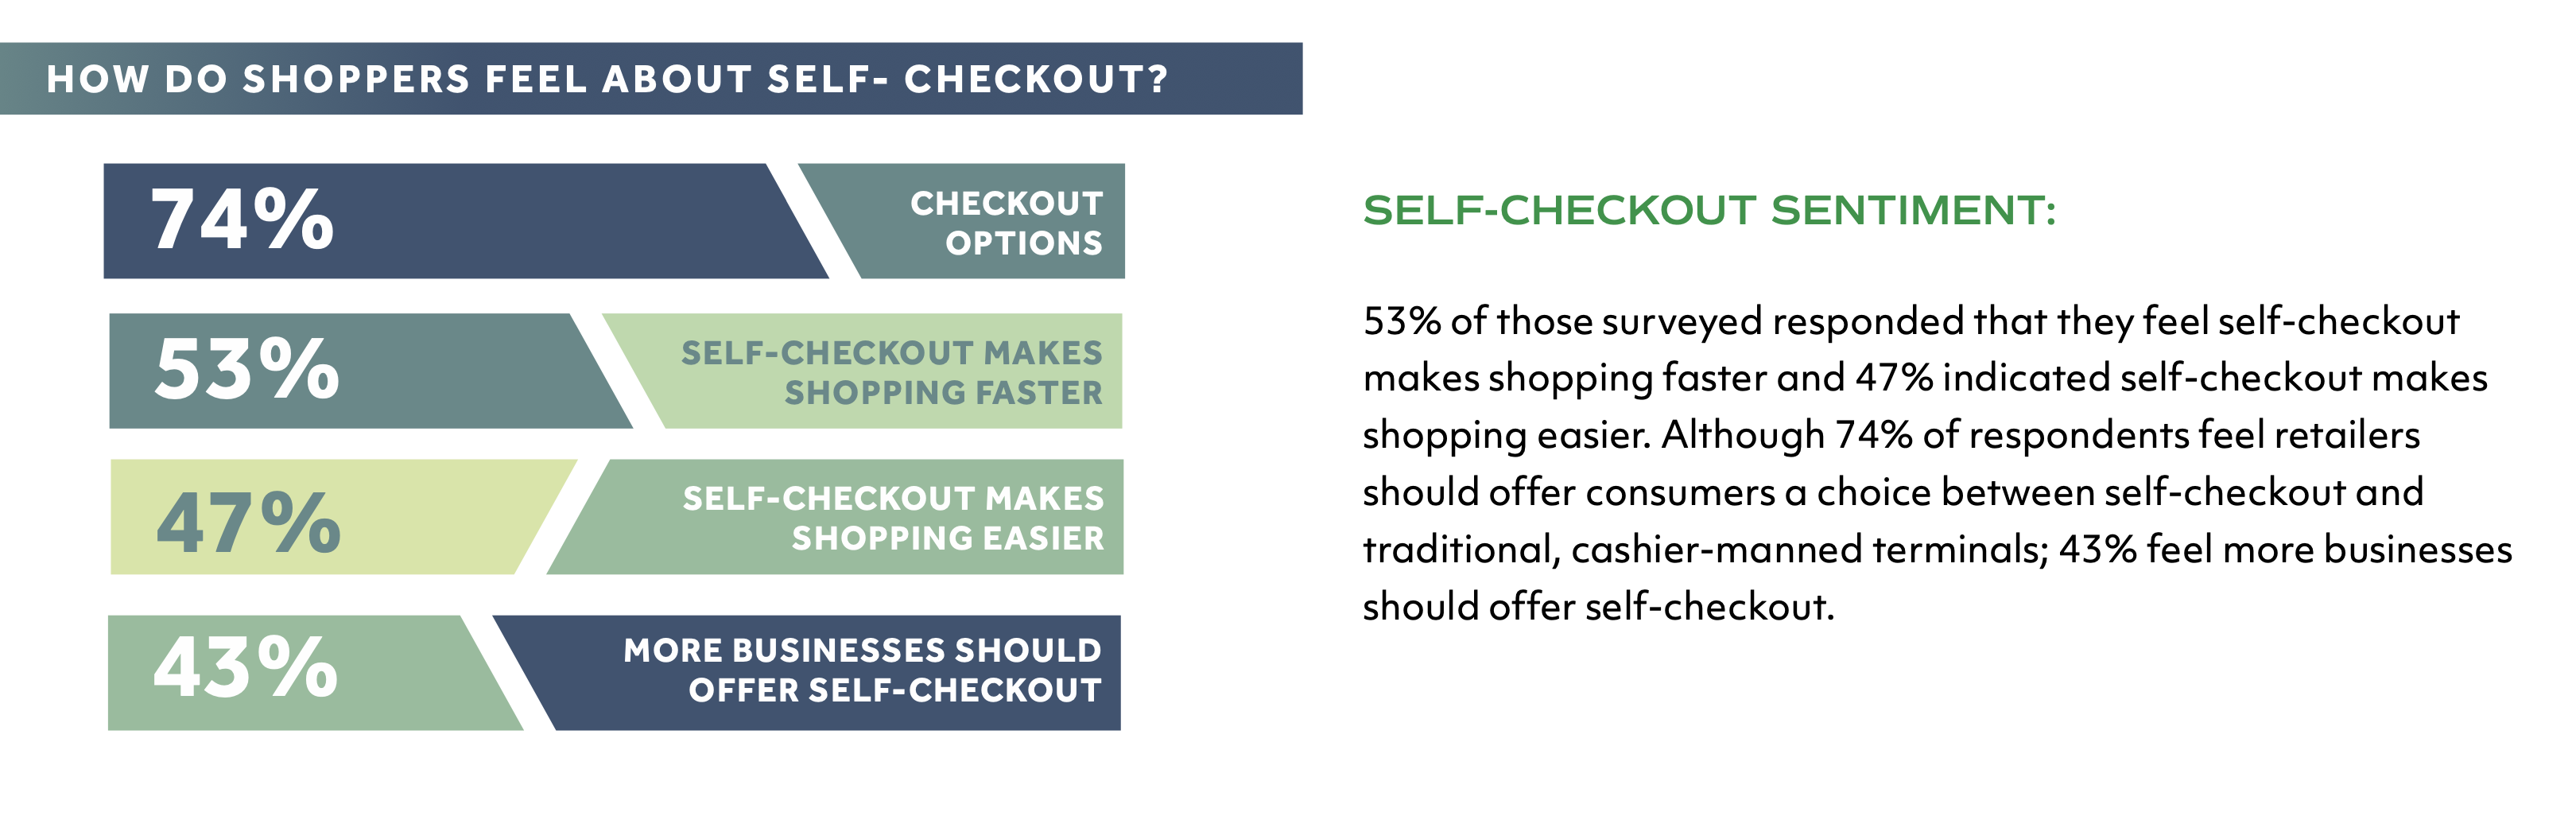 HOW DO SHOPPERS FEEL ABOUT SELF- CHECKOUT?
74%
CHECKOUT
OPTIONS
53%
SELF-CHECKOUT MAKES
SHOPPING FASTER
47%
SELF-CHECKOUT MAKES
SHOPPING EASIER
43%
MORE BUSINESSES SHOULD
OFFER SELF-CHECKOUT
SELF-CHECKOUT SENTIMENT:
53% of those surveyed responded that they feel self-checkout
makes shopping faster and 47% indicated self-checkout makes
shopping easier. Although 74% of respondents feel retailers
should offer consumers a choice between self-checkout and
traditional, cashier-manned terminals; 43% feel more businesses
should offer self-checkout.